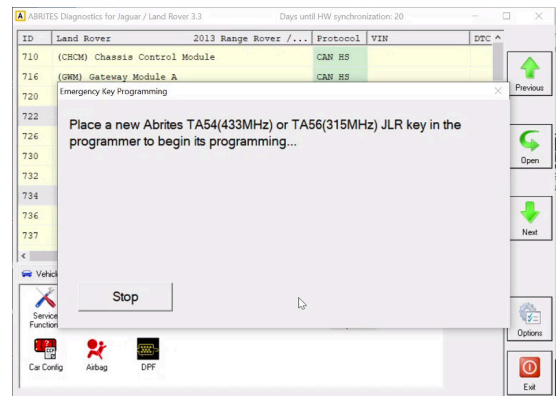 ABRITES Diagnostics for Jaguar / Land Rover 3.3 Days until HW synchronization: 20
ID Land Rover 2013 Range Rover /... Protocol VIN DTC
710 (CHCM) Chassis Control Module CAN HS
716 (GWM) Gateway Module A CAN HS
720
Emergency Key Programming
Previous
722
Place a new Abrites TA54(433MHz) or TA56(315MHz) JLR key in the
programmer to begin its programming...
726
730
Open
732
734
736
737
Next
Stop
Service
Options
Car Config Airbag DPF
Exit